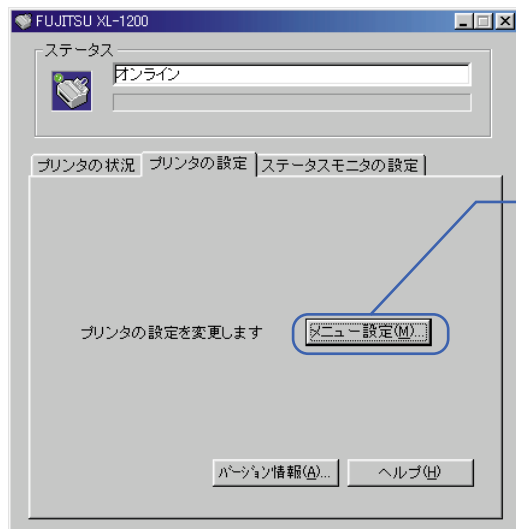 FUJITSU XL-1200
ステータス
オンライン
プリンタの状況 プリンタの設定 ステータスモニタの設定
プリンタの設定を変更します メニュー設定(M)...
バージョン情報(A)... ヘルプ(H)